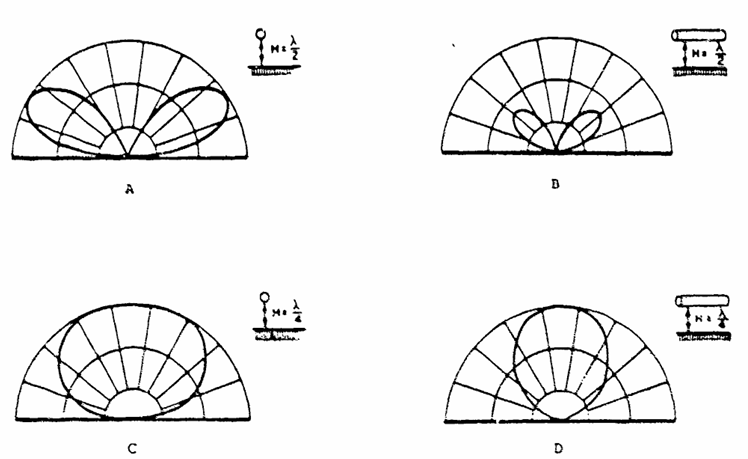 H = λ/2
H = λ/2
A
B
H = λ/4
H = λ/4
C
D